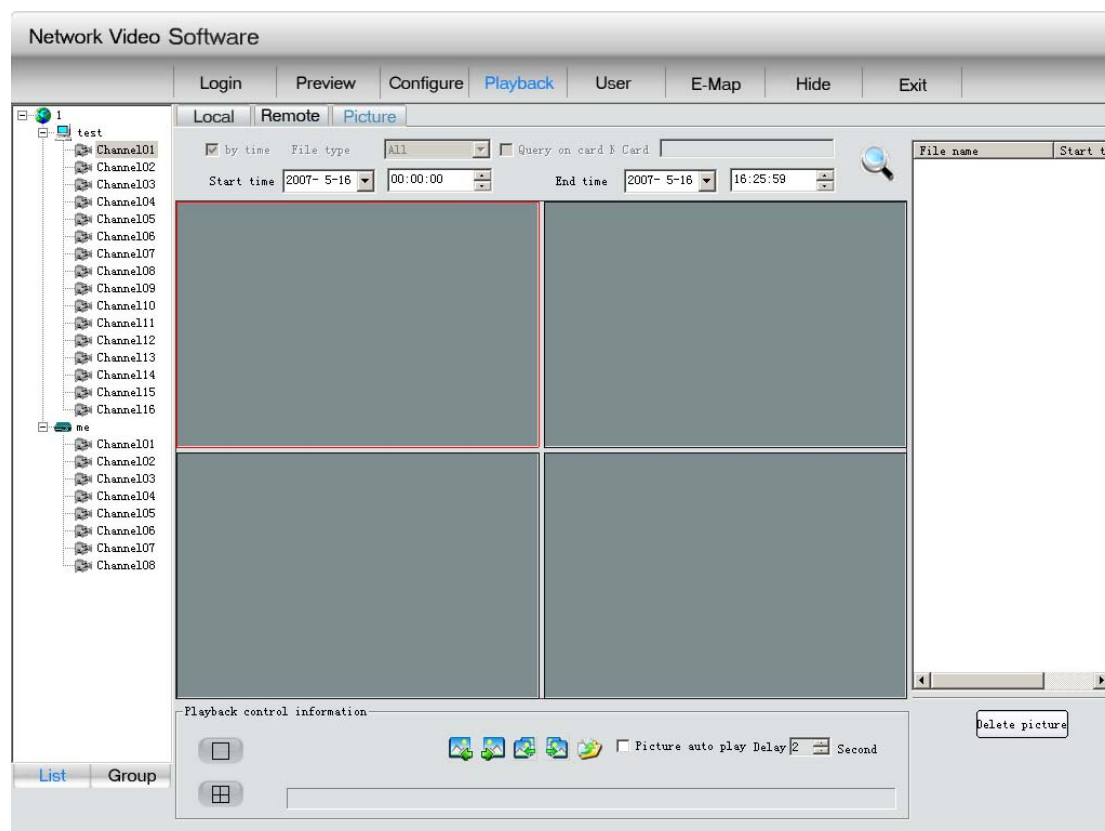 Network Video Software
Login Preview Configure Playback User E-Map Hide Exit
Local Remote Picture
by time File type All Query on card N Card
Start time 2007- 5-16 00:00:00 End time 2007- 5-16 16:25:59
File name Start t
1
test
Channel01
Channel02
Channel03
Channel04
Channel05
Channel06
Channel07
Channel08
Channel09
Channel10
Channel11
Channel12
Channel13
Channel14
Channel15
Channel16
me
Channel01
Channel02
Channel03
Channel04
Channel05
Channel06
Channel07
Channel08
List Group
Playback control information
Picture auto play Delay 2 Second
Delete picture